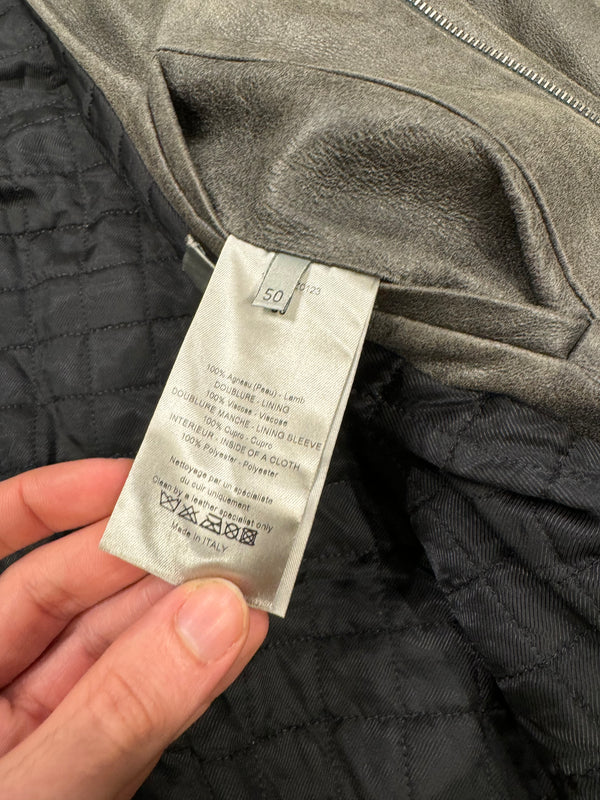 20123
50
100% Agneau (Peau) - Lamb
DOUBLURE - LINING
100% Viscose - Viscose
DOUBLURE MANCHE - LINING SLEEVE
100% Cupro - Cupro
INTERIEUR - INSIDE OF A CLOTH
100% Polyester - Polyester
Nettoyage par un specialiste
du cuir uniquement
Clean by a leather specialist only
Made in ITALY